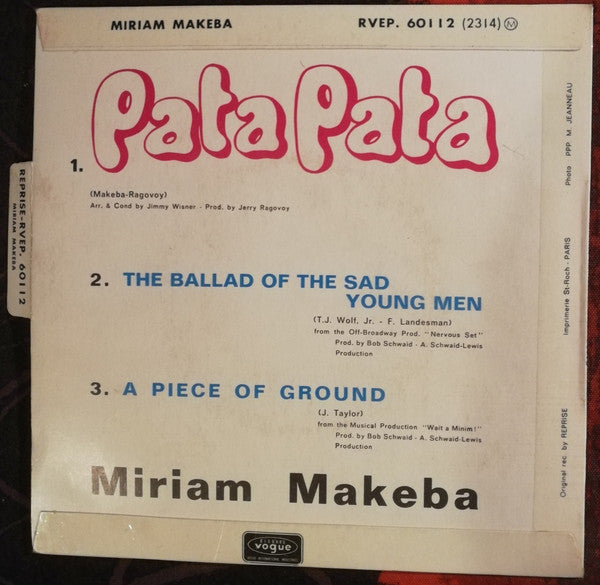 MIRIAM MAKEBA
RVEP. 60112 (2314) Ⓜ
1. Pata Pata
(Makeba-Ragovoy)
Arr. & Cond by Jimmy Wisner - Prod. by Jerry Ragovoy
2. THE BALLAD OF THE SAD
YOUNG MEN
(T.J. Wolf, Jr. - F. Landesman)
from the Off-Broadway Prod. "Nervous Set"
Prod. by Bob Schwaid - A. Schwaid-Lewis
Production
3. A PIECE OF GROUND
(J. Taylor)
from the Musical Production "Wait a Minim!"
Prod. by Bob Schwaid - A. Schwaid-Lewis
Production
Miriam Makeba
REPRISE-RVEP. 60112
MIRIAM MAKEBA
Photo PPP M. JEANNEAU
Imprimerie St-Roch - PARIS
Original rec. by REPRISE
DISQUES
vogue